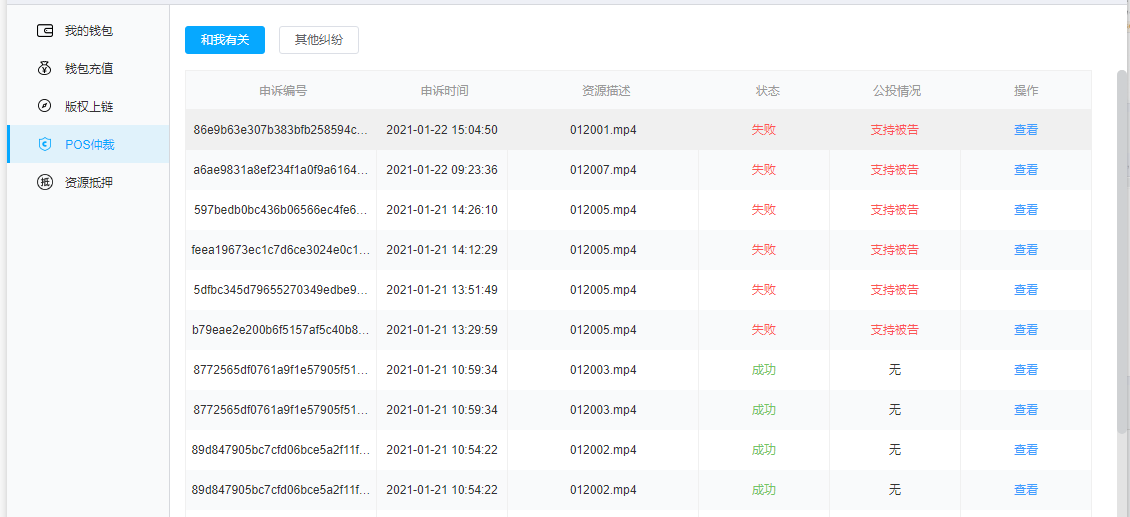 我的钱包
钱包充值
版权上链
POS仲裁
资源抵押
和我有关 其他纠纷
申诉编号 申诉时间 资源描述 状态 公投情况 操作
86e9b63e307b383bfb258594c... 2021-01-22 15:04:50 012001.mp4 失败 支持被告 查看
a6ae9831a8ef234f1a0f9a6164... 2021-01-22 09:23:36 012007.mp4 失败 支持被告 查看
597bedb0bc436b06566ec4fe6... 2021-01-21 14:26:10 012005.mp4 失败 支持被告 查看
feea19673ec1c7d6ce3024e0c1... 2021-01-21 14:12:29 012005.mp4 失败 支持被告 查看
5dfbc345d79655270349edbe9... 2021-01-21 13:51:49 012005.mp4 失败 支持被告 查看
b79eae2e200b6f5157af5c40b8... 2021-01-21 13:29:59 012005.mp4 失败 支持被告 查看
8772565df0761a9f1e57905f51... 2021-01-21 10:59:34 012003.mp4 成功 无 查看
8772565df0761a9f1e57905f51... 2021-01-21 10:59:34 012003.mp4 成功 无 查看
89d847905bc7cfd06bce5a2f11f... 2021-01-21 10:54:22 012002.mp4 成功 无 查看
89d847905bc7cfd06bce5a2f11f... 2021-01-21 10:54:22 012002.mp4 成功 无 查看